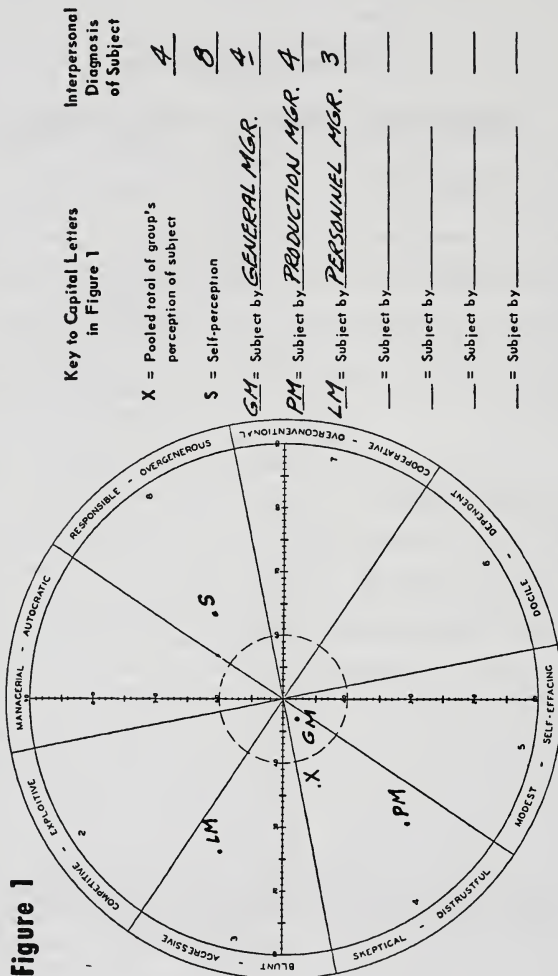 Figure 1
MANAGERIAL - AUTOCRATIC
RESPONSIBLE - OVERGENEROUS
COOPERATIVE - OVERCONVENTIONAL
DOCILE - DEPENDENT
MODEST - SELF-EFFACING
SKEPTICAL - DISTRUSTFUL
BLUNT - AGGRESSIVE
COMPETITIVE - EXPLOITIVE
8
7
6
5
4
3
2
.S
.LM
.X
GM
.PM
Key to Capital Letters
in Figure 1
Interpersonal
Diagnosis
of Subject
X = Pooled total of group's
perception of subject 4
S = Self-perception 8
GM = Subject by GENERAL MGR. 4
PM = Subject by PRODUCTION MGR. 4
LM = Subject by PERSONNEL MGR. 3
= Subject by
= Subject by
= Subject by
= Subject by